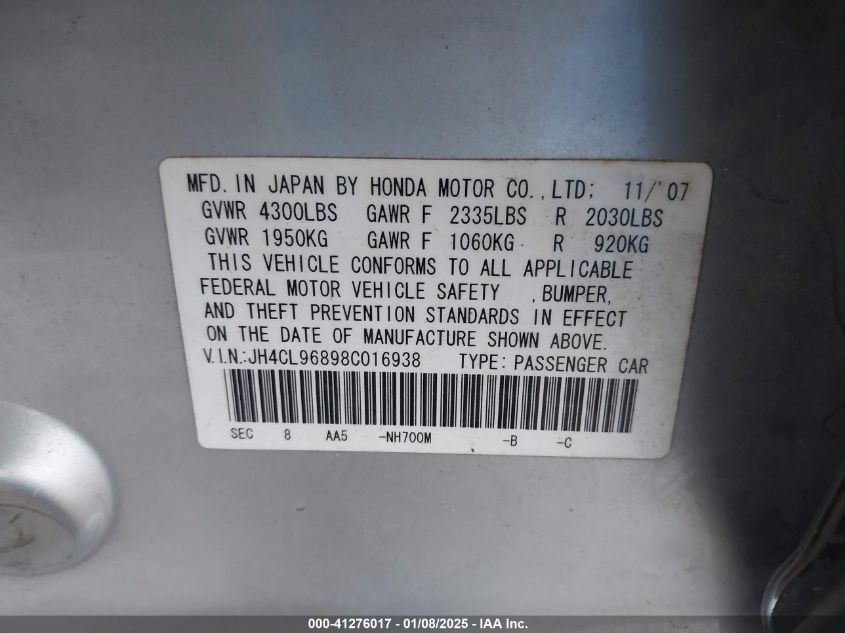 MFD. IN JAPAN BY HONDA MOTOR CO.,LTD; 11/'07
GVWR 4300LBS GAWR F 2335LBS R 2030LBS
GVWR 1950KG GAWR F 1060KG R 920KG
THIS VEHICLE CONFORMS TO ALL APPLICABLE
FEDERAL MOTOR VEHICLE SAFETY ,BUMPER,
AND THEFT PREVENTION STANDARDS IN EFFECT
ON THE DATE OF MANUFACTURE SHOWN ABOVE.
V.I.N.:JH4CL96898C016938 TYPE: PASSENGER CAR
SEC 8 AA5 -NH700M -B -C
000-41276017 | 01/08/2025 - IAA Inc.